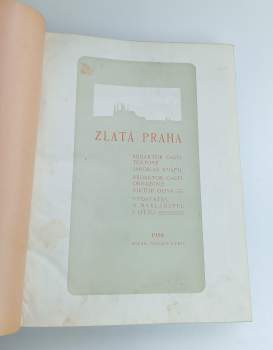 ZLATÁ PRAHA
REDAKTOR ČÁSTI
TEXTOVÉ
JAROSLAV KVAPIL
REDAKTOR ČÁSTI
OBRAZOVÉ
VIKTOR OLIVA
VYDAVATEL
A NAKLADATEL
J. OTTO